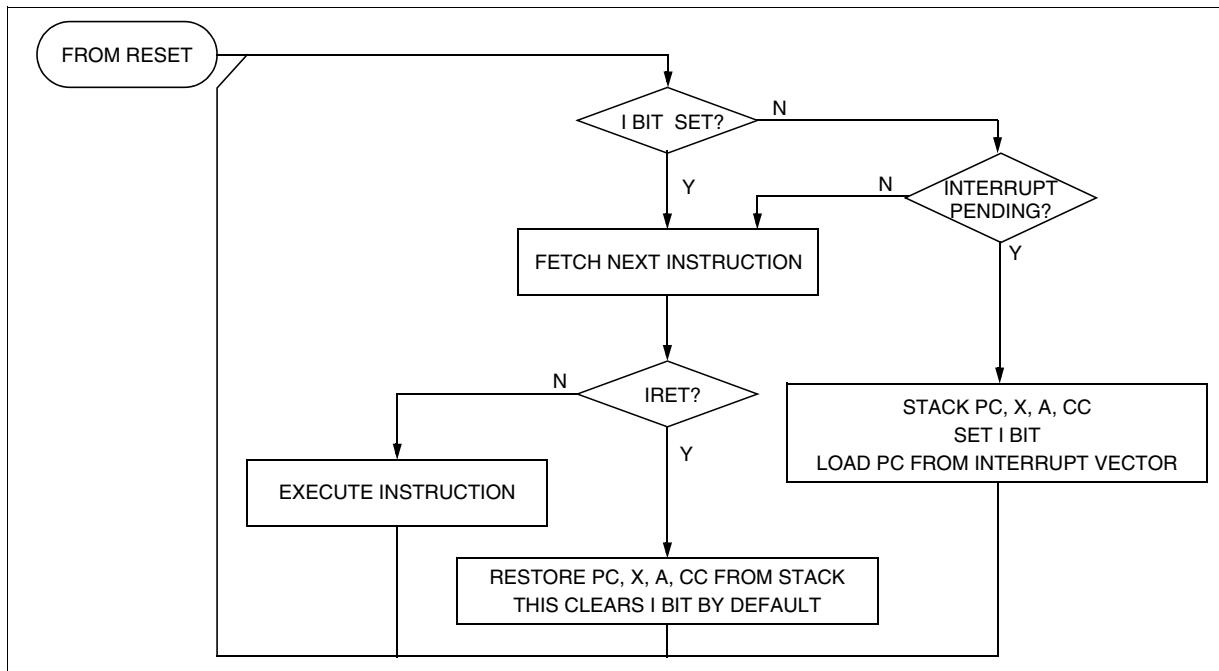 FROM RESET
I BIT SET?
N
Y
N
INTERRUPT
PENDING?
Y
FETCH NEXT INSTRUCTION
N
IRET?
Y
STACK PC, X, A, CC
SET I BIT
LOAD PC FROM INTERRUPT VECTOR
EXECUTE INSTRUCTION
RESTORE PC, X, A, CC FROM STACK
THIS CLEARS I BIT BY DEFAULT